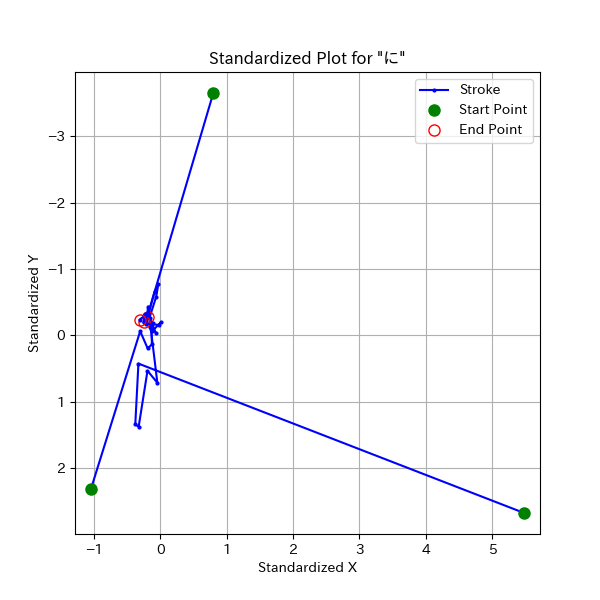 Standardized Plot for "に"
Stroke
Start Point
End Point
Standardized Y
−3
−2
−1
0
1
2
−1 0 1 2 3 4 5
Standardized X